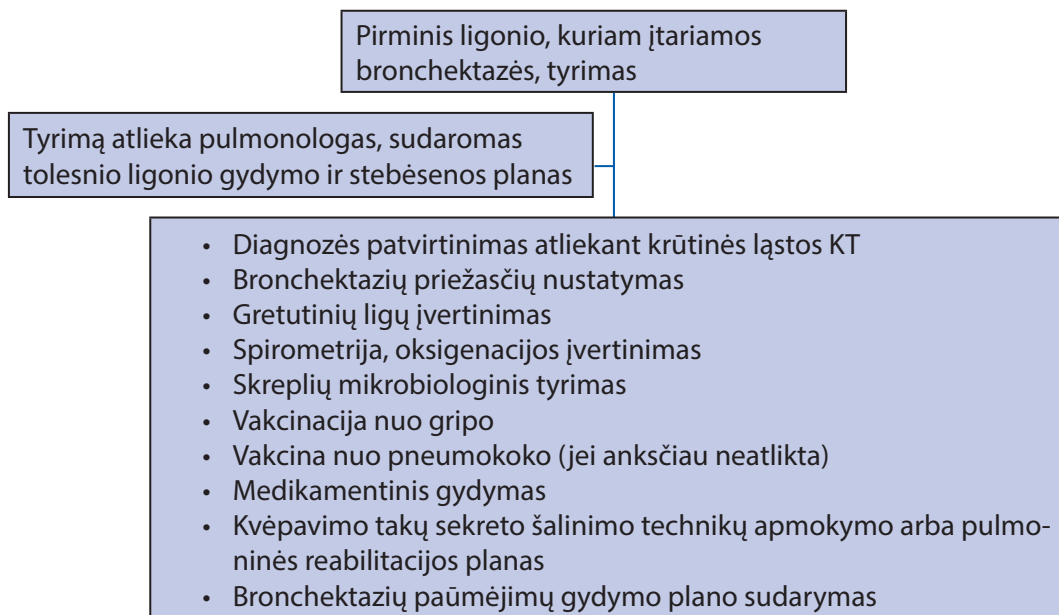 Pirminis ligonio, kuriam įtariamos
bronchektazės, tyrimas
Tyrimą atlieka pulmonologas, sudaromas
tolesnio ligonio gydymo ir stebėsenos planas
• Diagnozės patvirtinimas atliekant krūtinės ląstos KT
• Bronchektazių priežasčių nustatymas
• Gretutinių ligų įvertinimas
• Spirometrija, oksigenacijos įvertinimas
• Skreplių mikrobiologinis tyrimas
• Vakcinacija nuo gripo
• Vakcina nuo pneumokoko (jei anksčiau neatlikta)
• Medikamentinis gydymas
• Kvėpavimo takų sekreto šalinimo technikų apmokymo arba pulmo-
ninės reabilitacijos planas
• Bronchektazių paūmėjimų gydymo plano sudarymas